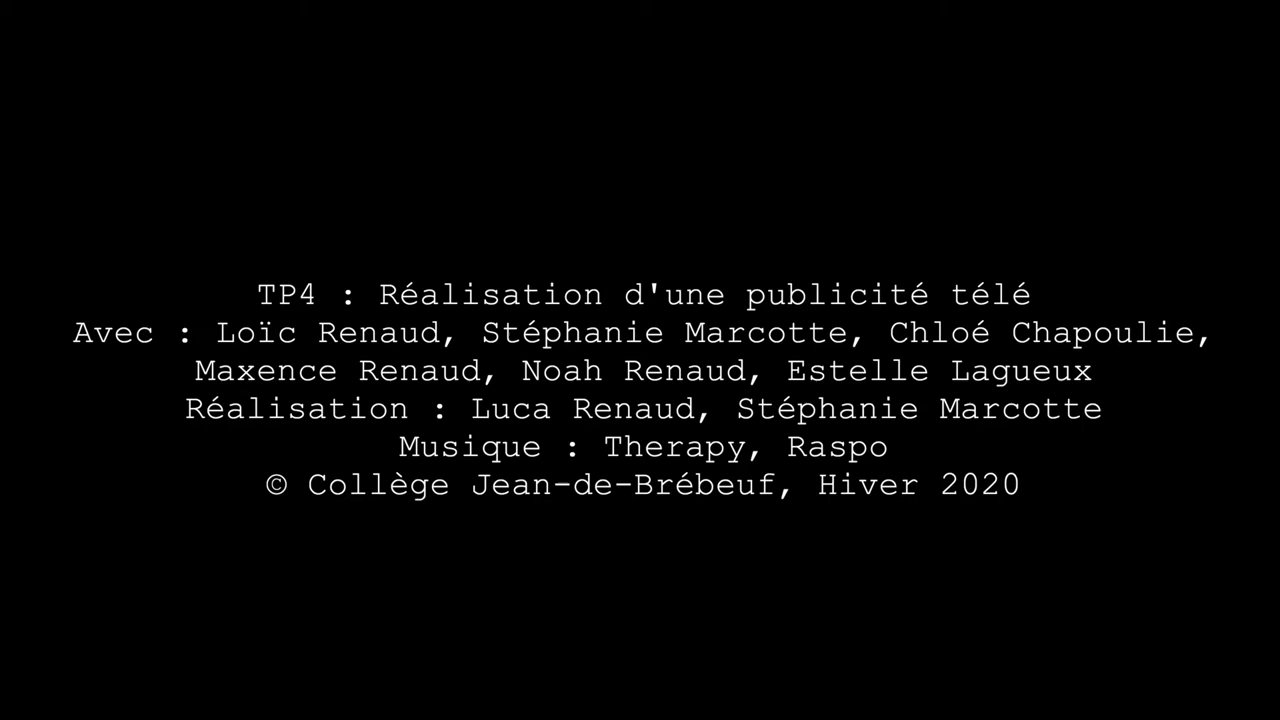 TP4 : Réalisation d'une publicité télé
Avec : Loïc Renaud, Stéphanie Marcotte, Chloé Chapoulie,
Maxence Renaud, Noah Renaud, Estelle Lagueux
Réalisation : Luca Renaud, Stéphanie Marcotte
Musique : Therapy, Raspo
© Collège Jean-de-Brébeuf, Hiver 2020